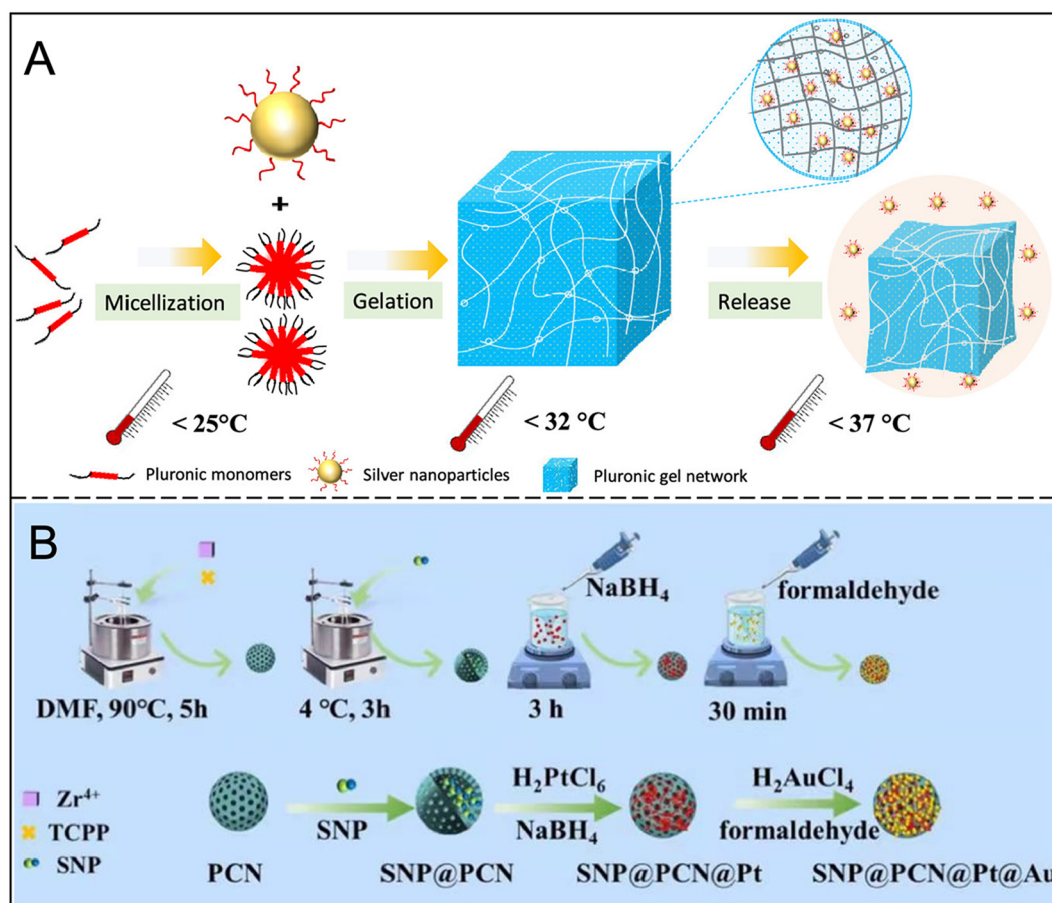 A
+
Micellization
Gelation
Release
< 25°C
< 32 °C
< 37 °C
Pluronic monomers
Silver nanoparticles
Pluronic gel network
B
NaBH4
formaldehyde
DMF, 90°C, 5h
4 °C, 3h
3 h
30 min
Zr4+
TCPP
SNP
PCN
SNP
SNP@PCN
H2PtCl6
NaBH4
SNP@PCN@Pt
H2AuCl4
formaldehyde
SNP@PCN@Pt@Au